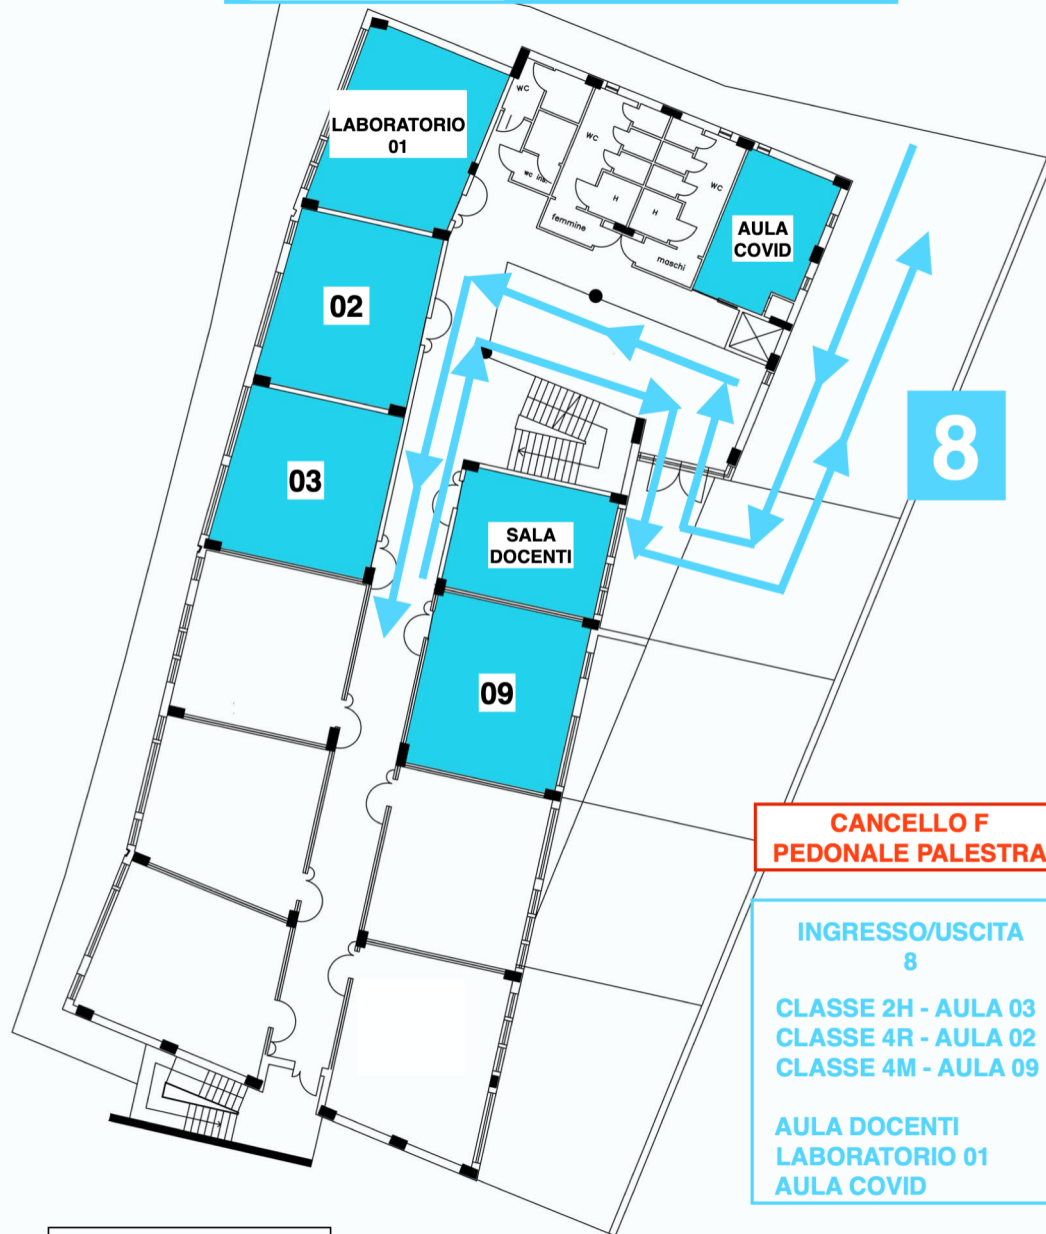 LABORATORIO
01
WC
WC
wc ins.
WC
H
H
femmine
maschi
AULA
COVID
02
03
8
SALA
DOCENTI
09
CANCELLO F
PEDONALE PALESTRA
INGRESSO/USCITA
8
CLASSE 2H - AULA 03
CLASSE 4R - AULA 02
CLASSE 4M - AULA 09
AULA DOCENTI
LABORATORIO 01
AULA COVID